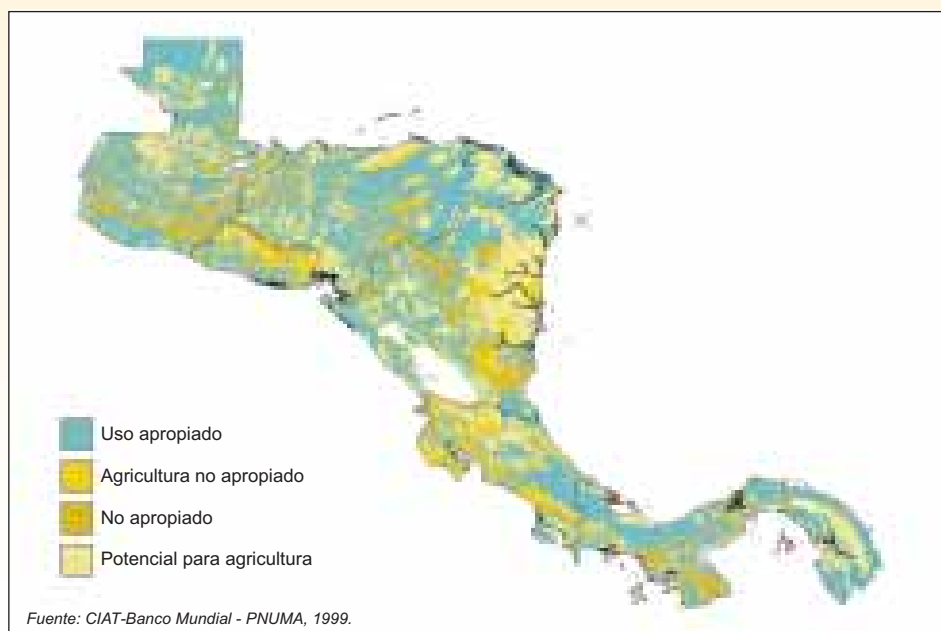 Uso apropiado
Agricultura no apropiado
No apropiado
Potencial para agricultura
Fuente: CIAT-Banco Mundial - PNUMA, 1999.